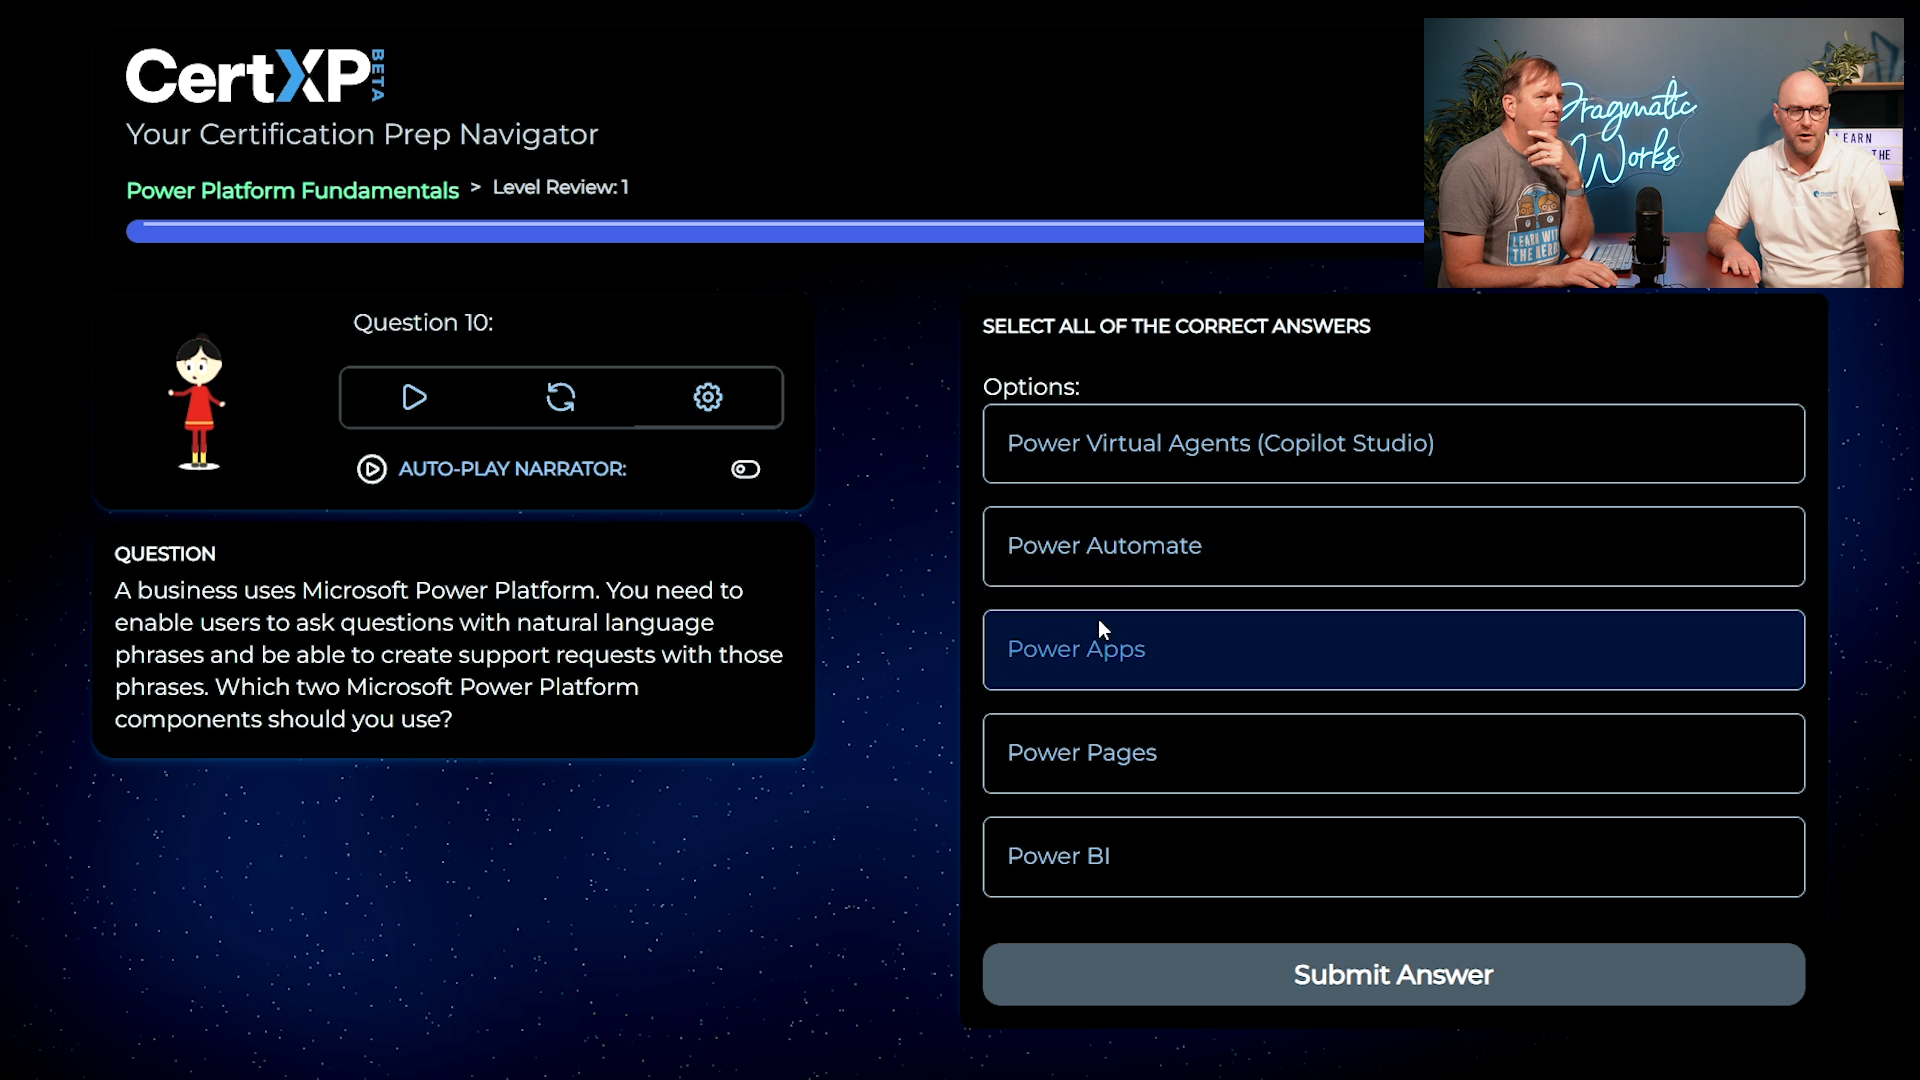 CertXP BETA
Your Certification Prep Navigator
Power Platform Fundamentals > Level Review: 1
Pragmatic
Works
LEARN
THE
LEARN WIT
THE NERD
Question 10:
AUTO-PLAY NARRATOR:
QUESTION
A business uses Microsoft Power Platform. You need to
enable users to ask questions with natural language
phrases and be able to create support requests with those
phrases. Which two Microsoft Power Platform
components should you use?
SELECT ALL OF THE CORRECT ANSWERS
Options:
Power Virtual Agents (Copilot Studio)
Power Automate
Power Apps
Power Pages
Power BI
Submit Answer